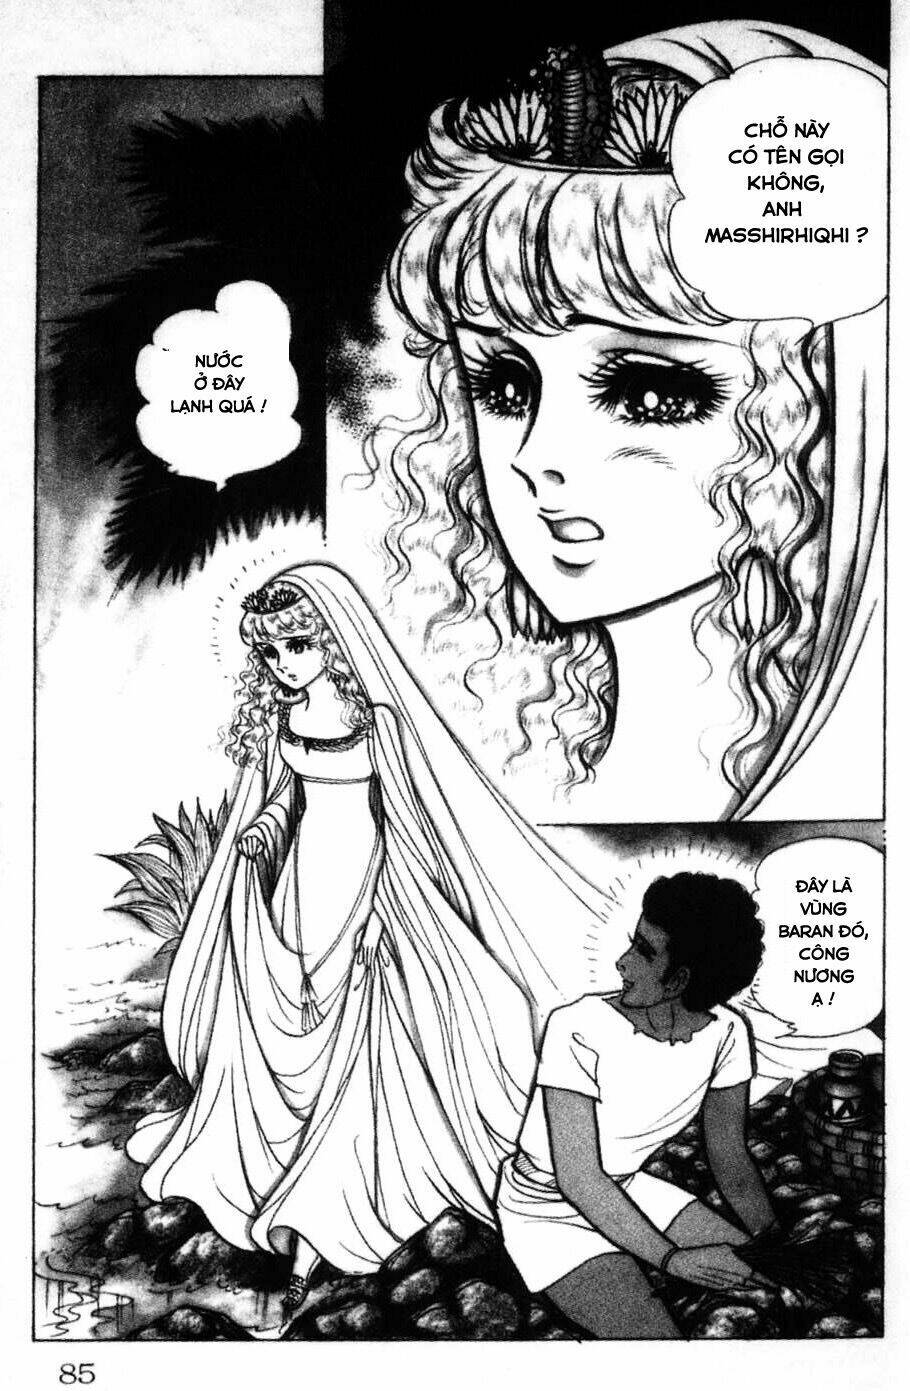 CHỖ NÀY
CÓ TÊN GỌI
KHÔNG,
ANH
MASSHIRHIQHI ?
NƯỚC
Ở ĐÂY
LẠNH QUÁ !
ĐÂY LÀ
VÙNG
BARAN ĐÓ,
CÔNG
NƯƠNG
Ạ !
85